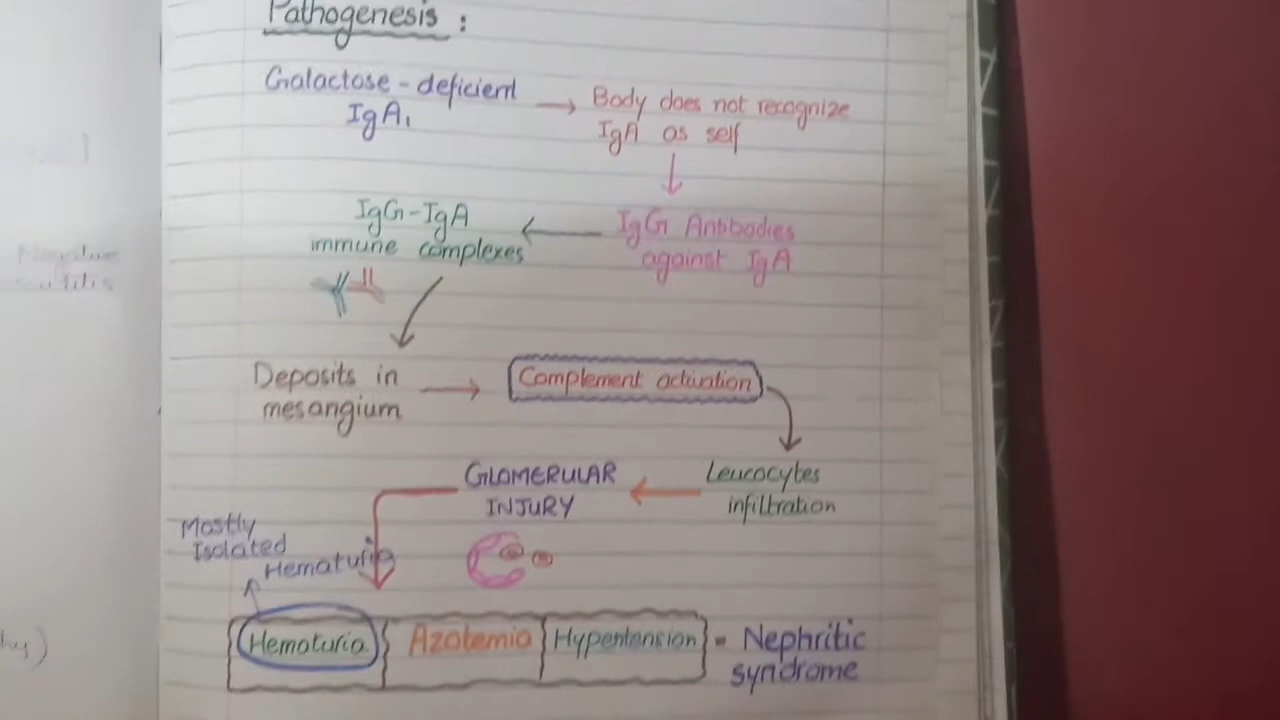 Pathogenesis :
Galactose-deficient
IgA₁
→ Body does not recognize
IgA as self
↓
IgG Antibodies
against IgA
← IgG-IgA
immune complexes
Deposits in
mesangium
→ Complement activation
Leucocytes
infiltration
← GLOMERULAR
INJURY
Mostly
Isolated
Hematuria
Hematuria Azotemia Hypertension = Nephritic
syndrome